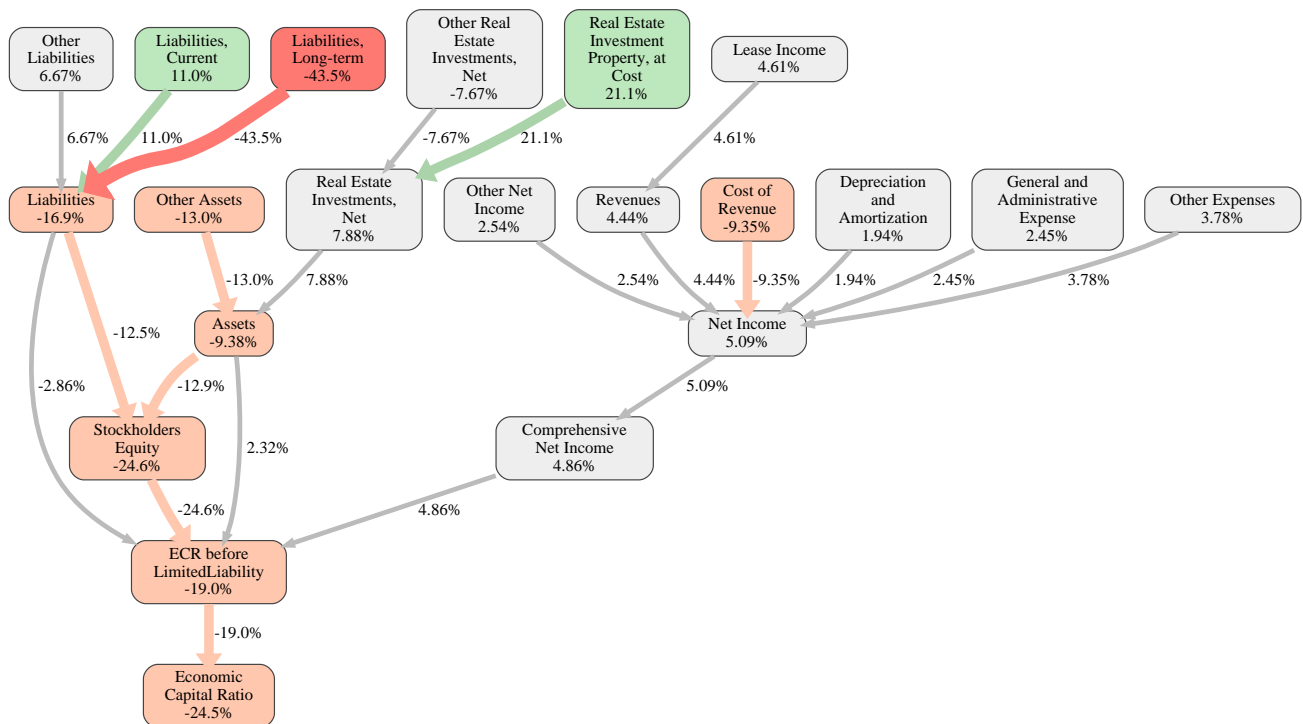 Other
Liabilities
6.67%
Liabilities,
Current
11.0%
Liabilities,
Long-term
-43.5%
Other Real
Estate
Investments,
Net
-7.67%
Real Estate
Investment
Property, at
Cost
21.1%
Lease Income
4.61%
6.67%
11.0%
-43.5%
-7.67%
21.1%
4.61%
Liabilities
-16.9%
Other Assets
-13.0%
Real Estate
Investments,
Net
7.88%
Other Net
Income
2.54%
Revenues
4.44%
Cost of
Revenue
-9.35%
Depreciation
and
Amortization
1.94%
General and
Administrative
Expense
2.45%
Other Expenses
3.78%
-13.0%
7.88%
2.54%
4.44%
-9.35%
1.94%
2.45%
3.78%
-12.5%
Assets
-9.38%
Net Income
5.09%
-2.86%
-12.9%
5.09%
Stockholders
Equity
-24.6%
2.32%
Comprehensive
Net Income
4.86%
-24.6%
4.86%
ECR before
LimitedLiability
-19.0%
-19.0%
Economic
Capital Ratio
-24.5%